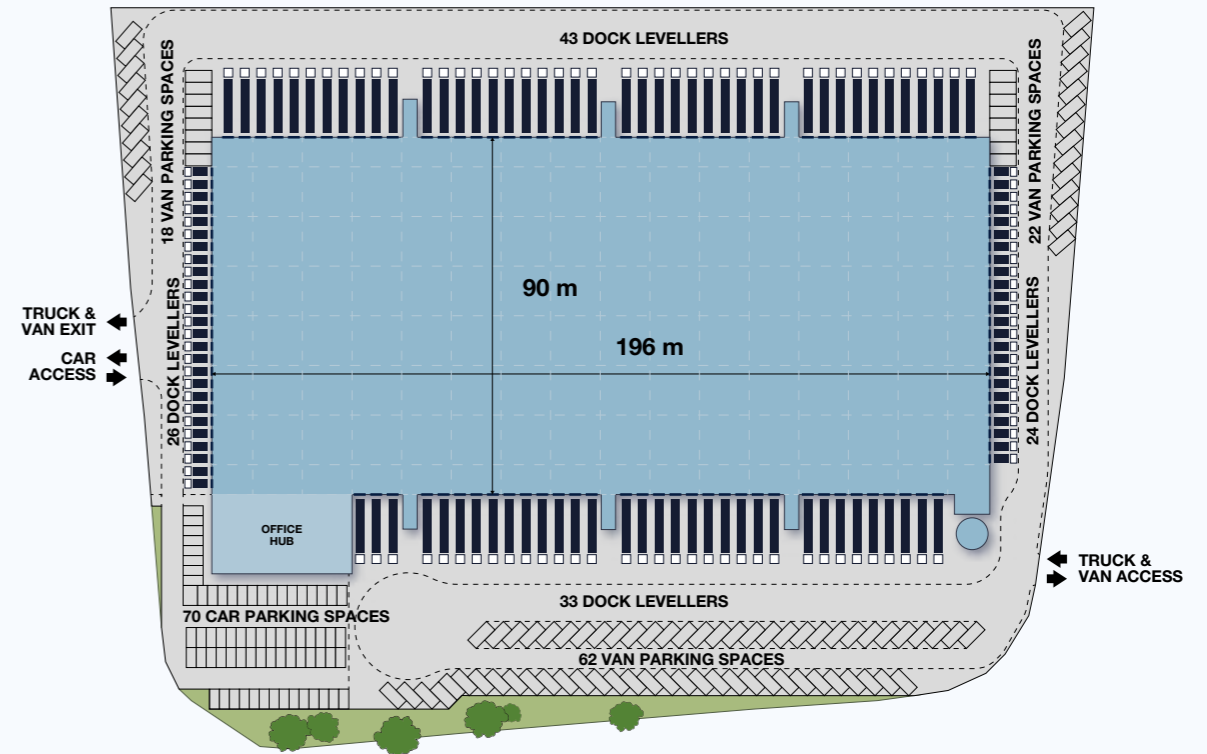 43 DOCK LEVELLERS
18 VAN PARKING SPACES
22 VAN PARKING SPACES
90 m
196 m
TRUCK &
VAN EXIT
CAR
ACCESS
26 DOCK LEVELLERS
24 DOCK LEVELLERS
OFFICE
HUB
TRUCK &
VAN ACCESS
33 DOCK LEVELLERS
70 CAR PARKING SPACES
62 VAN PARKING SPACES